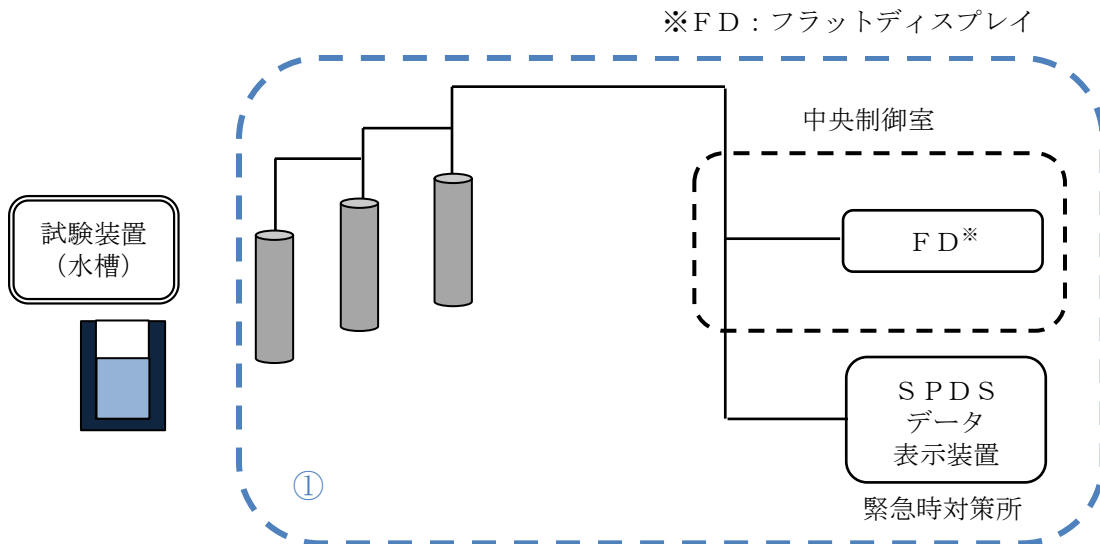 ※ＦＤ：フラットディスプレイ
中央制御室
試験装置
（水槽）
ＦＤ※
ＳＰＤＳ
データ
表示装置
①
緊急時対策所